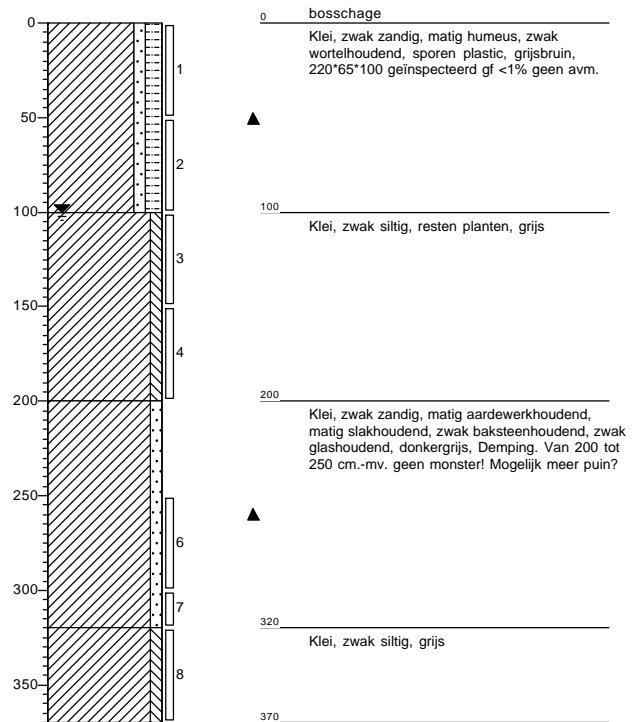 0
50
100
150
200
250
300
350
1
2
3
4
6
7
8
0 bosschage
Klei, zwak zandig, matig humeus, zwak
wortelhoudend, sporen plastic, grijsbruin,
220*65*100 geïnspecteerd gf <1% geen avm.
100
Klei, zwak siltig, resten planten, grijs
200
Klei, zwak zandig, matig aardewerkhoudend,
matig slakhoudend, zwak baksteenhoudend, zwak
glashoudend, donkergrijs, Demping. Van 200 tot
250 cm.-mv. geen monster! Mogelijk meer puin?
320
Klei, zwak siltig, grijs
370